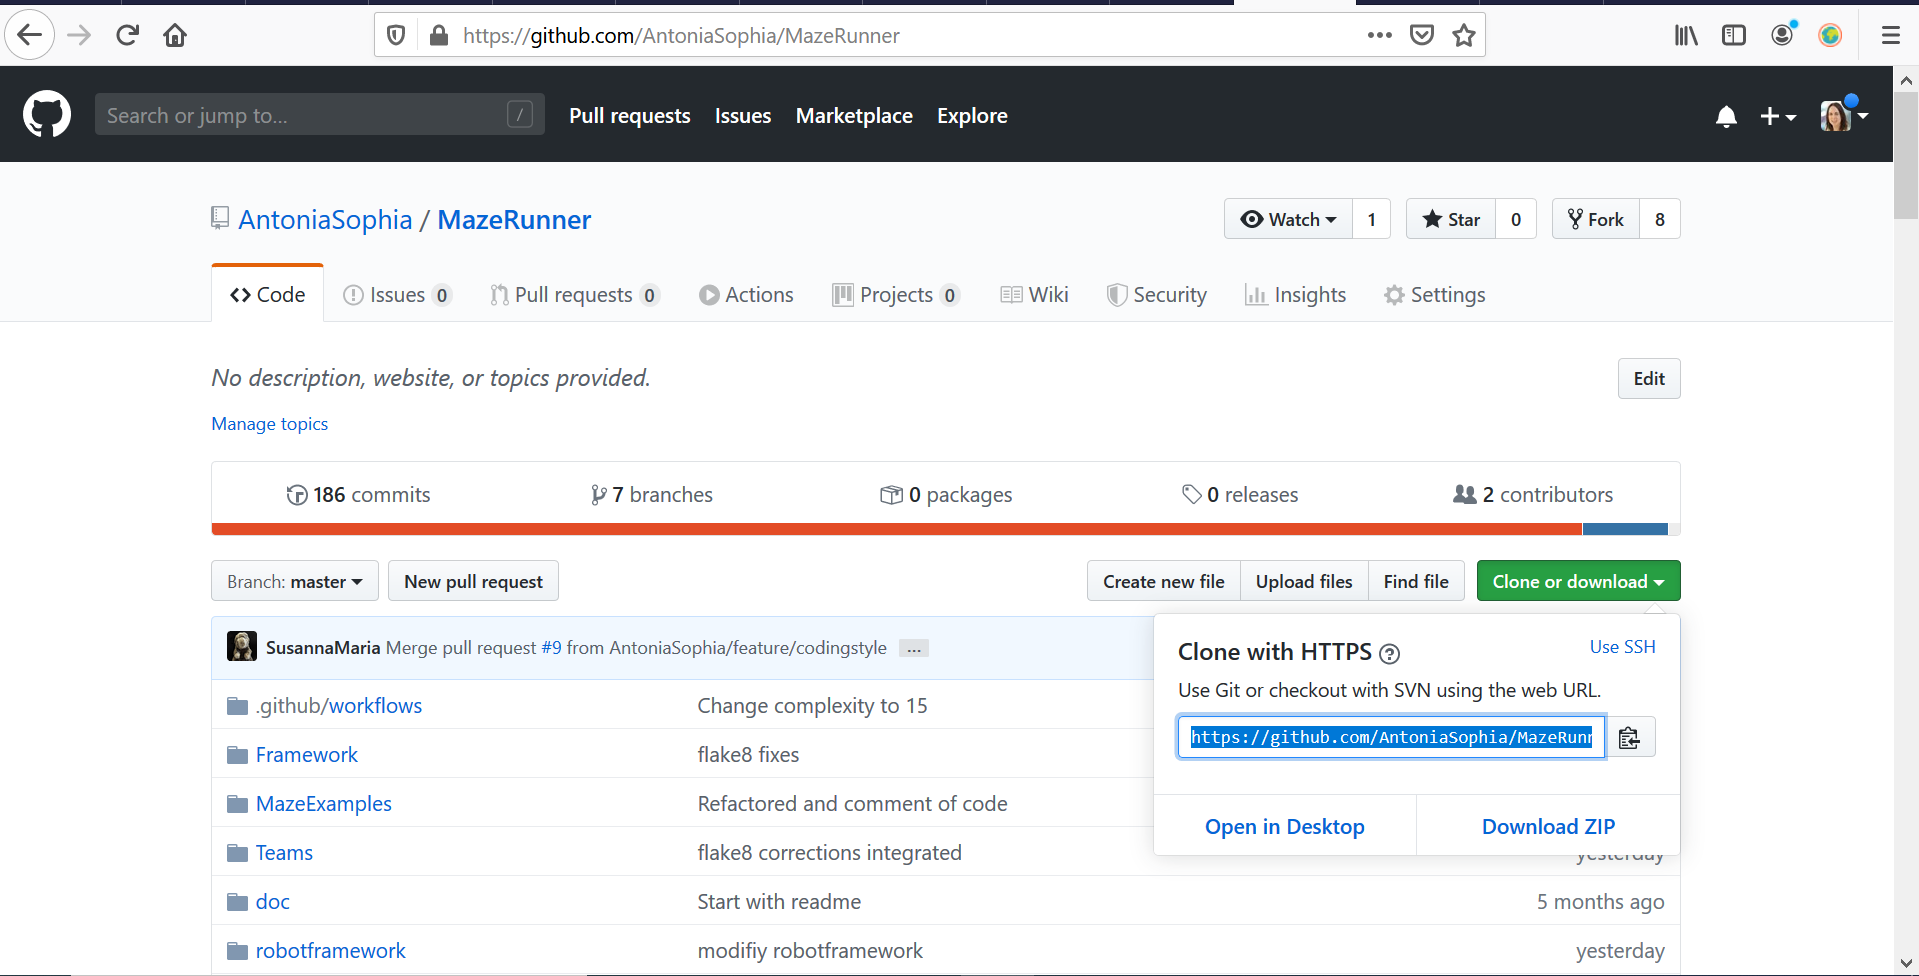 https://github.com/AntoniaSophia/MazeRunner
Search or jump to...
/
Pull requests Issues Marketplace Explore
AntoniaSophia / MazeRunner
Watch 1 Star 0 Fork 8
Code Issues 0 Pull requests 0 Actions Projects 0 Wiki Security Insights Settings
No description, website, or topics provided.
Edit
Manage topics
186 commits 7 branches 0 packages 0 releases 2 contributors
Branch: master New pull request Create new file Upload files Find file Clone or download
SusannaMaria Merge pull request #9 from AntoniaSophia/feature/codingstyle ...
Clone with HTTPS ?
Use SSH
Use Git or checkout with SVN using the web URL.
https://github.com/AntoniaSophia/MazeRunn
Open in Desktop Download ZIP
.github/workflows Change complexity to 15
Framework flake8 fixes
MazeExamples Refactored and comment of code
Teams flake8 corrections integrated yesterday
doc Start with readme 5 months ago
robotframework modifiy robotframework yesterday